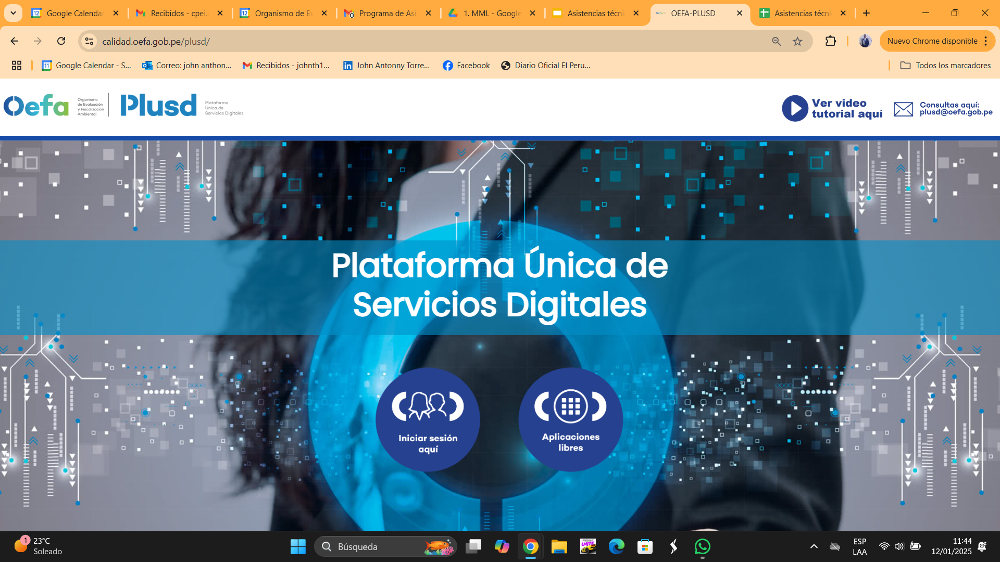 Google Calendar
Recibidos - cpei.
Organismo de Ev
Programa de Asi
1. MML - Google
Asistencias técni
OEFA-PLUSD
Asistencias técni
calidad.oefa.gob.pe/plusd/
Nuevo Chrome disponible
Google Calendar - S...
Correo: john anthon...
Recibidos - johnth1...
John Antonny Torre...
Facebook
Diario Oficial El Peru...
Todos los marcadores
Oefa
Organismo
de Evaluación
y Fiscalización
Ambiental
Plusd
Plataforma
Única de
Servicios Digitales
Ver video
tutorial aquí
Consultas aquí:
plusd@oefa.gob.pe
Plataforma Única de
Servicios Digitales
Iniciar sesión
aquí
Aplicaciones
libres
1
23°C
Soleado
Búsqueda
UNITE
ESP
LAA
11:44
12/01/2025